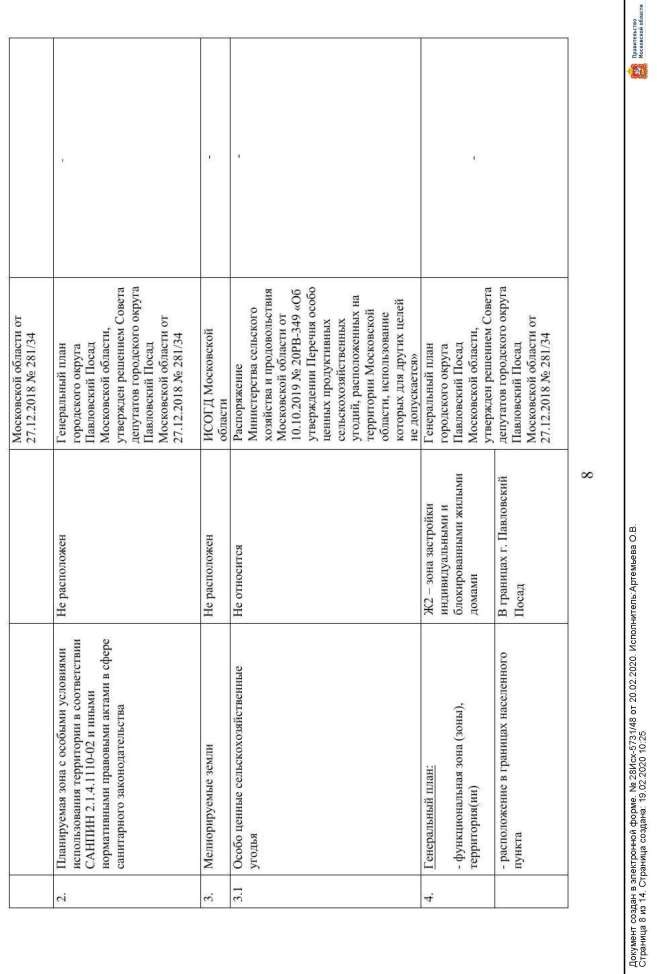 Московской области от
27.12.2018 № 281/34
2.
Планируемая зона с особыми условиями
использования территории в соответствии
САНПИН 2.1.4.1110-02 и иными
нормативными правовыми актами в сфере
санитарного законодательства
Не расположен
Генеральный план
городского округа
Павловский Посад
Московской области,
утвержден решением Совета
депутатов городского округа
Павловский Посад
Московской области от
27.12.2018 № 281/34
-
3.
Мелиорируемые земли
Не расположен
ИСОГД Московской
области
-
3.1
Особо ценные сельскохозяйственные
угодья
Не относится
Распоряжение
Министерства сельского
хозяйства и продовольствия
Московской области от
10.10.2019 № 20РВ-349 «Об
утверждении Перечня особо
ценных продуктивных
сельскохозяйственных
угодий, расположенных на
территории Московской
области, использование
которых для других целей
не допускается»
-
4.
Генеральный план:
- функциональная зона (зоны),
территория(ии)
Ж2 – зона застройки
индивидуальными и
блокированными жилыми
домами
Генеральный план
городского округа
Павловский Посад
Московской области,
утвержден решением Совета
депутатов городского округа
Павловский Посад
Московской области от
27.12.2018 № 281/34
-
- расположение в границах населенного
пункта
В границах г. Павловский
Посад
8
Документ создан в электронной форме. № 28Исх-5731/48 от 20.02.2020. Исполнитель:Артемьева О.В.
Страница 8 из 14. Страница создана: 19.02.2020 10:25
Правительство
Московской области